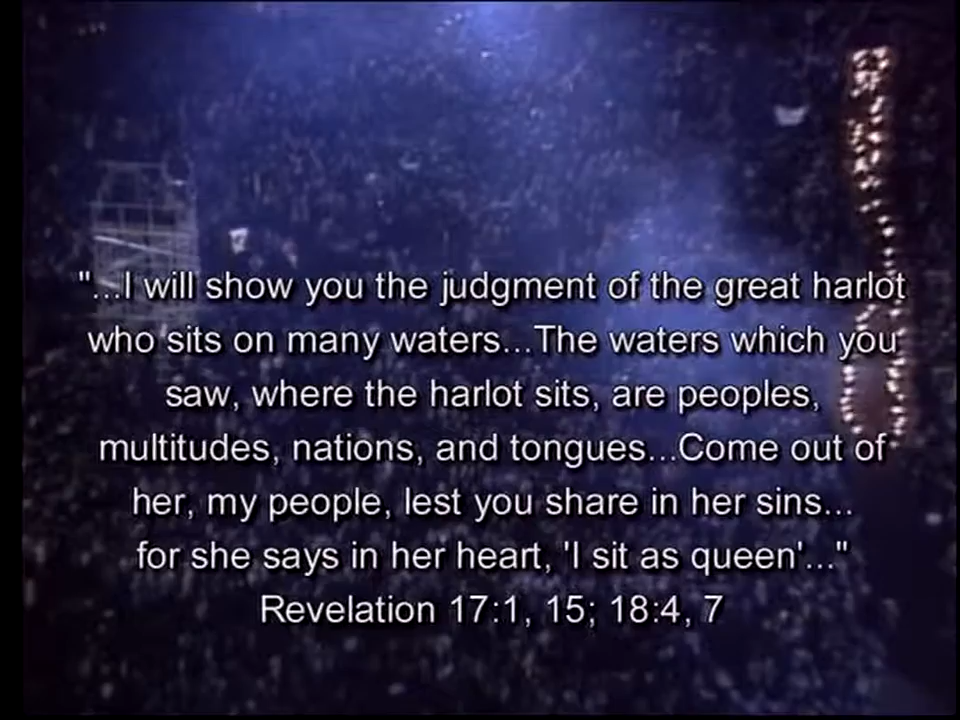 "...I will show you the judgment of the great harlot
who sits on many waters...The waters which you
saw, where the harlot sits, are peoples,
multitudes, nations, and tongues...Come out of
her, my people, lest you share in her sins...
for she says in her heart, 'I sit as queen'..."
Revelation 17:1, 15; 18:4, 7